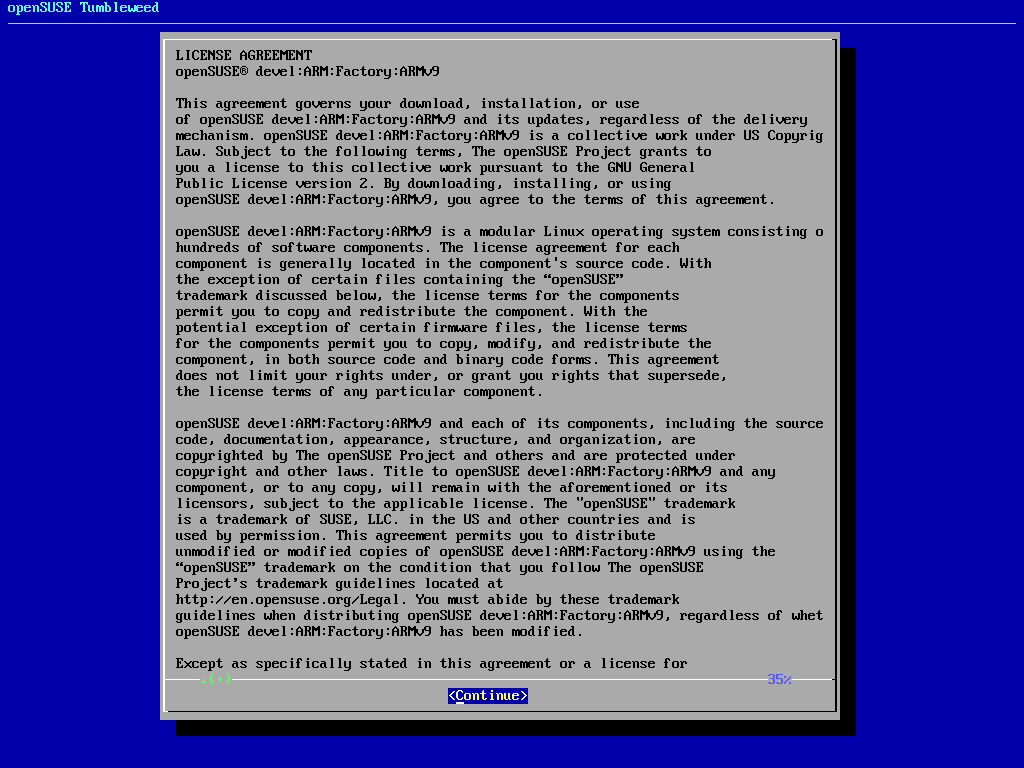 openSUSE Tumbleweed
LICENSE AGREEMENT
openSUSE® devel:ARM:Factory:ARMv9
This agreement governs your download, installation, or use
of openSUSE devel:ARM:Factory:ARMv9 and its updates, regardless of the delivery
mechanism. openSUSE devel:ARM:Factory:ARMv9 is a collective work under US Copyrig
Law. Subject to the following terms, The openSUSE Project grants to
you a license to this collective work pursuant to the GNU General
Public License version 2. By downloading, installing, or using
openSUSE devel:ARM:Factory:ARMv9, you agree to the terms of this agreement.
openSUSE devel:ARM:Factory:ARMv9 is a modular Linux operating system consisting o
hundreds of software components. The license agreement for each
component is generally located in the component's source code. With
the exception of certain files containing the “openSUSE”
trademark discussed below, the license terms for the components
permit you to copy and redistribute the component. With the
potential exception of certain firmware files, the license terms
for the components permit you to copy, modify, and redistribute the
component, in both source code and binary code forms. This agreement
does not limit your rights under, or grant you rights that supersede,
the license terms of any particular component.
openSUSE devel:ARM:Factory:ARMv9 and each of its components, including the source
code, documentation, appearance, structure, and organization, are
copyrighted by The openSUSE Project and others and are protected under
copyright and other laws. Title to openSUSE devel:ARM:Factory:ARMv9 and any
component, or to any copy, will remain with the aforementioned or its
licensors, subject to the applicable license. The "openSUSE" trademark
is a trademark of SUSE, LLC. in the US and other countries and is
used by permission. This agreement permits you to distribute
unmodified or modified copies of openSUSE devel:ARM:Factory:ARMv9 using the
“openSUSE” trademark on the condition that you follow The openSUSE
Project’s trademark guidelines located at
http://en.opensuse.org/Legal. You must abide by these trademark
guidelines when distributing openSUSE devel:ARM:Factory:ARMv9, regardless of whet
openSUSE devel:ARM:Factory:ARMv9 has been modified.
Except as specifically stated in this agreement or a license for
.(+) 35%
<Continue>